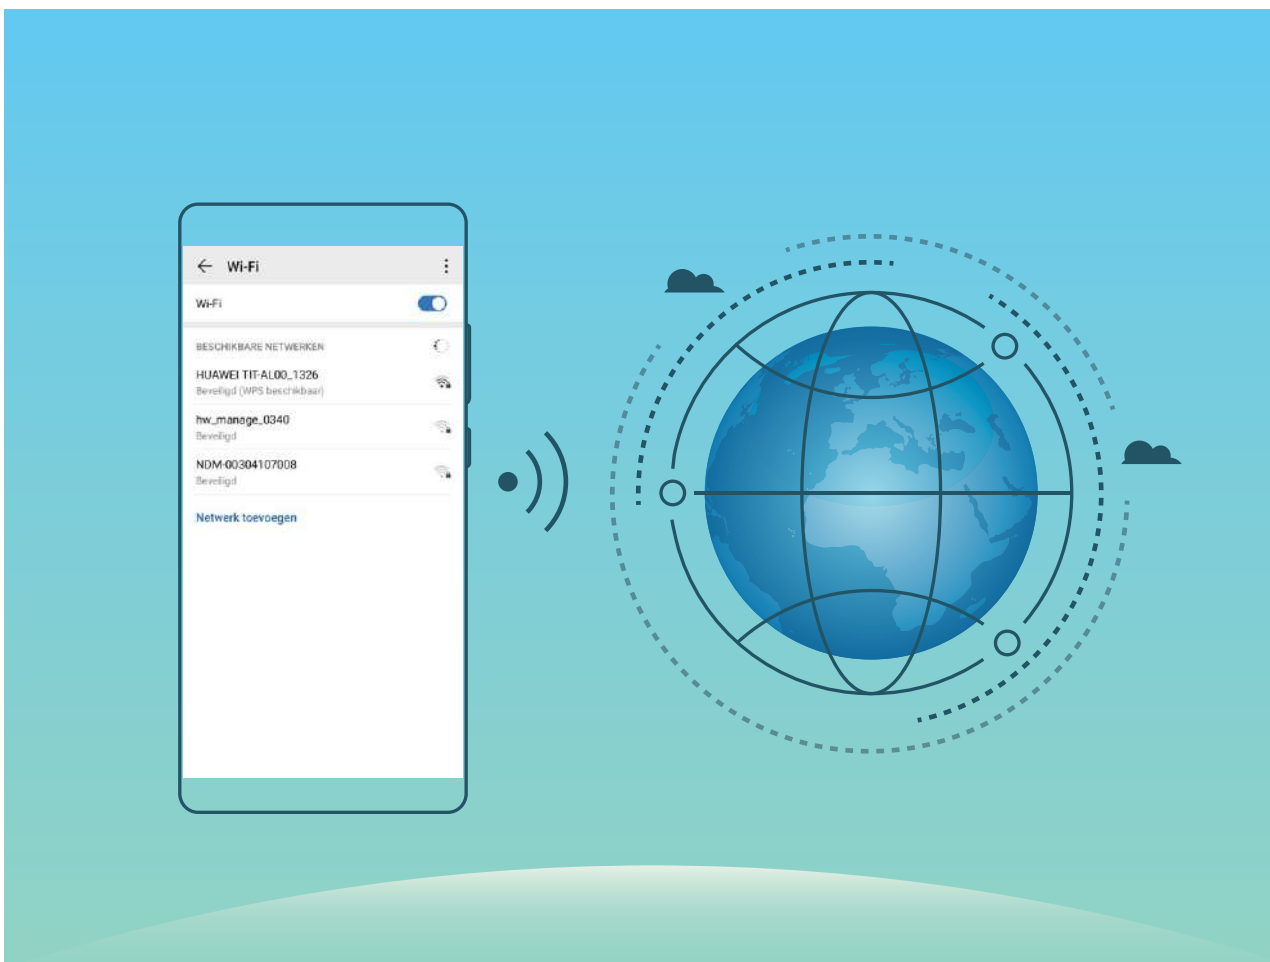 Wi-Fi
Wi-Fi
BESCHIKBARE NETWERKEN
HUAWEI TIT-AL00_1326
Beveiligd (WPS beschikbaar)
hw_manage_0340
Beveiligd
NDM-00304107008
Beveiligd
Netwerk toevoegen